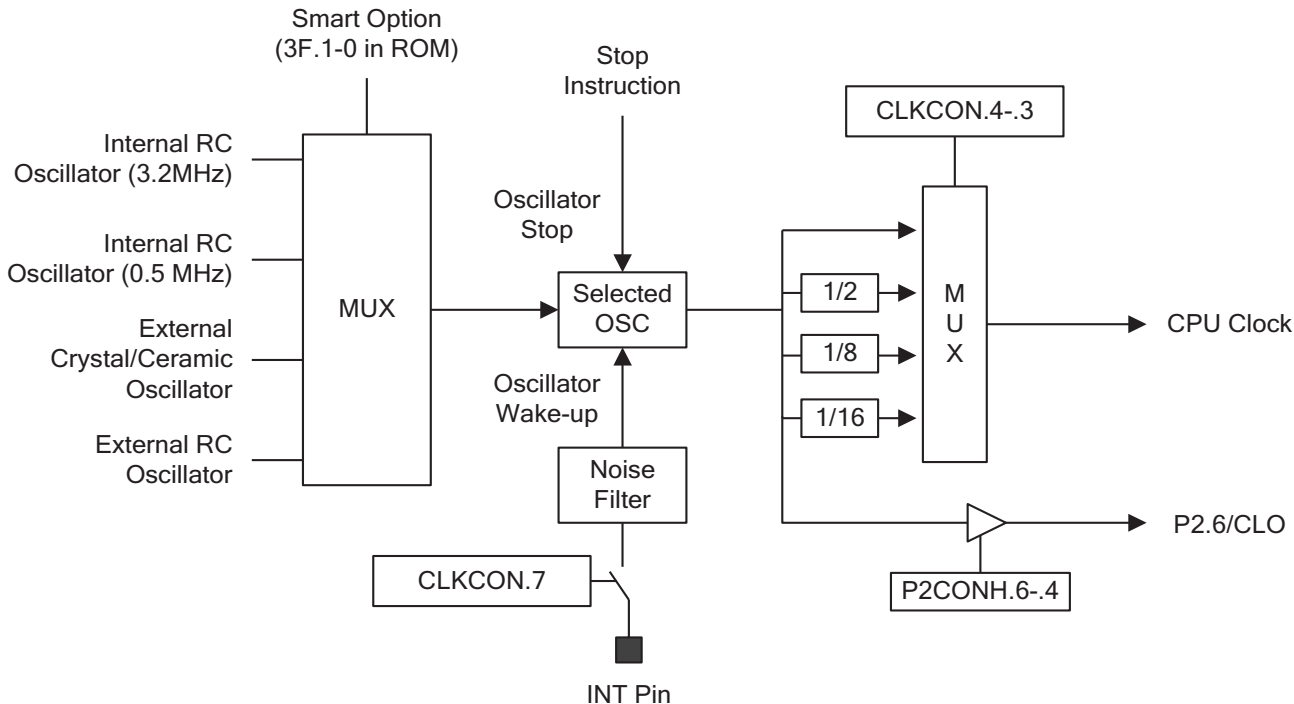 Smart Option
(3F.1-0 in ROM)
Stop
Instruction
CLKCON.4-.3
Internal RC
Oscillator (3.2MHz)
Oscillator
Stop
Internal RC
Oscillator (0.5 MHz)
MUX
Selected
OSC
1/2
1/8
1/16
M
U
X
CPU Clock
External
Crystal/Ceramic
Oscillator
Oscillator
Wake-up
External RC
Oscillator
Noise
Filter
P2.6/CLO
CLKCON.7
P2CONH.6-.4
INT Pin